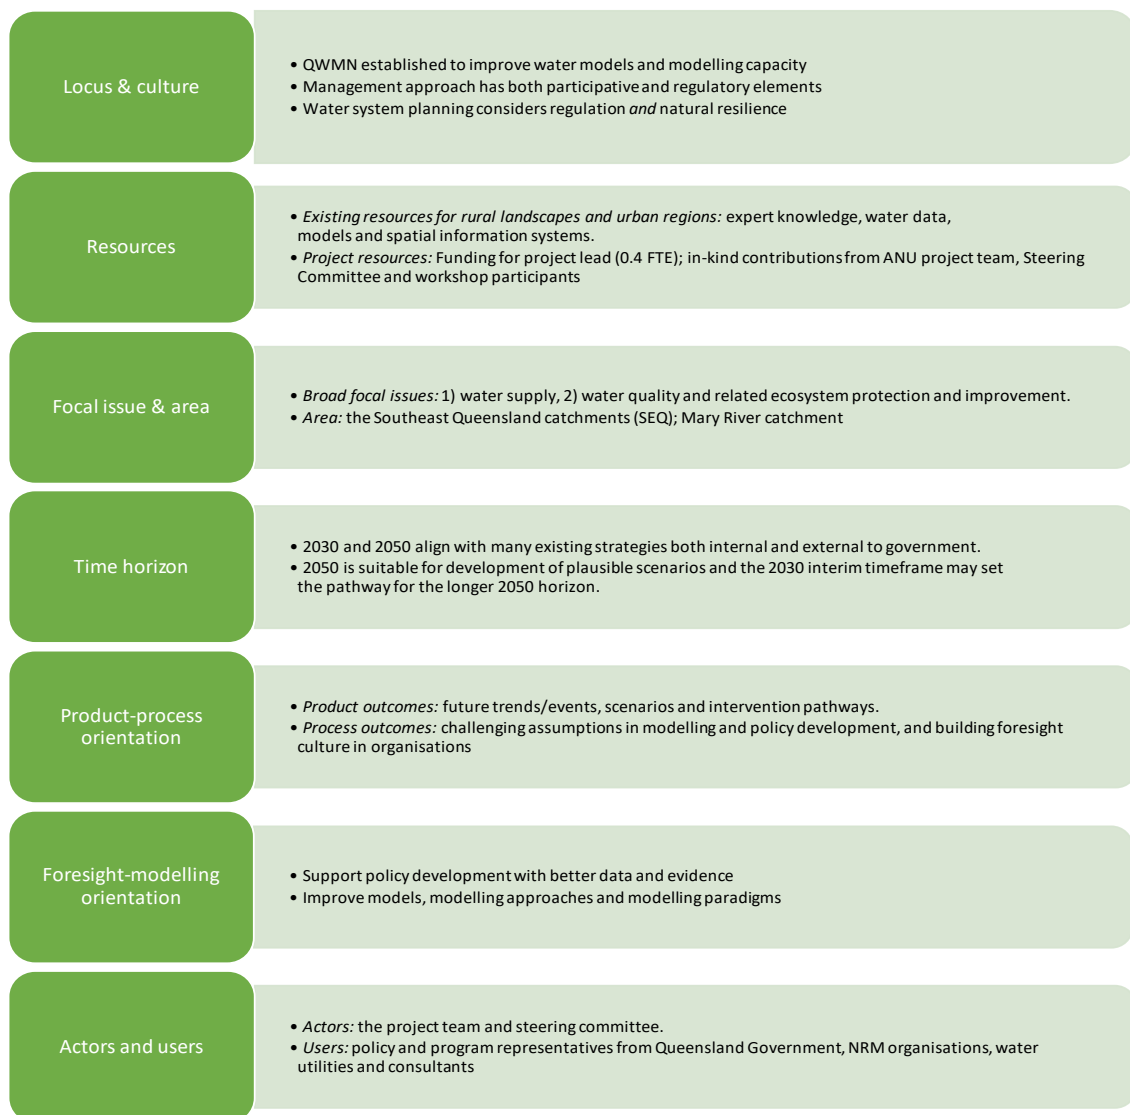 Locus & culture
• QWMN established to improve water models and modelling capacity
• Management approach has both participative and regulatory elements
• Water system planning considers regulation and natural resilience
Resources
• Existing resources for rural landscapes and urban regions: expert knowledge, water data,
models and spatial information systems.
• Project resources: Funding for project lead (0.4 FTE); in-kind contributions from ANU project team, Steering
Committee and workshop participants
Focal issue & area
• Broad focal issues: 1) water supply, 2) water quality and related ecosystem protection and improvement.
• Area: the Southeast Queensland catchments (SEQ); Mary River catchment
Time horizon
• 2030 and 2050 align with many existing strategies both internal and external to government.
• 2050 is suitable for development of plausible scenarios and the 2030 interim timeframe may set
the pathway for the longer 2050 horizon.
Product-process
orientation
• Product outcomes: future trends/events, scenarios and intervention pathways.
• Process outcomes: challenging assumptions in modelling and policy development, and building foresight
culture in organisations
Foresight-modelling
orientation
• Support policy development with better data and evidence
• Improve models, modelling approaches and modelling paradigms
Actors and users
• Actors: the project team and steering committee.
• Users: policy and program representatives from Queensland Government, NRM organisations, water
utilities and consultants